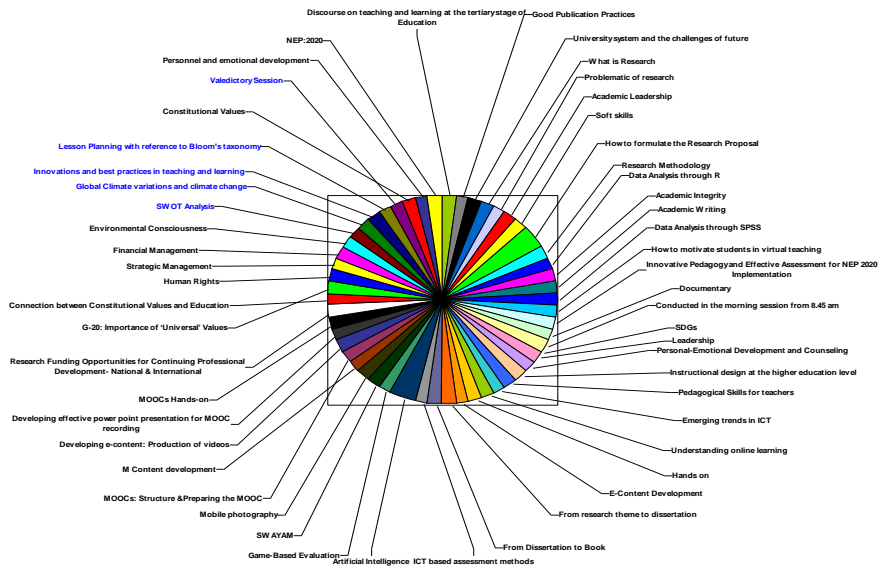 Discourse on teaching and learning at the tertiary stage of
Education
Good Publication Practices
University system and the challenges of future
What is Research
Problematic of research
Academic Leadership
Soft skills
How to formulate the Research Proposal
Research Methodology
Data Analysis through R
Academic Integrity
Academic Writing
Data Analysis through SPSS
How to motivate students in virtual teaching
Innovative Pedagogy and Effective Assessment for NEP 2020
Implementation
Documentary
Conducted in the morning session from 8.45 am
SDGs
Leadership
Personal-Emotional Development and Counseling
Instructional design at the higher education level
Pedagogical Skills for teachers
Emerging trends in ICT
Understanding online learning
Hands on
E-Content Development
From research theme to dissertation
From Dissertation to Book
ICT based assessment methods
Artificial Intelligence
Game-Based Evaluation
SWAYAM
Mobile photography
MOOCs: Structure & Preparing the MOOC
M Content development
Developing e-content: Production of videos
Developing effective power point presentation for MOOC
recording
MOOCs Hands-on
Research Funding Opportunities for Continuing Professional
Development- National & International
G-20: Importance of 'Universal' Values
Connection between Constitutional Values and Education
Human Rights
Strategic Management
Financial Management
Environmental Consciousness
SWOT Analysis
Global Climate variations and climate change
Innovations and best practices in teaching and learning
Lesson Planning with reference to Bloom's taxonomy
Constitutional Values
Valedictory Session
Personnel and emotional development
NEP:2020